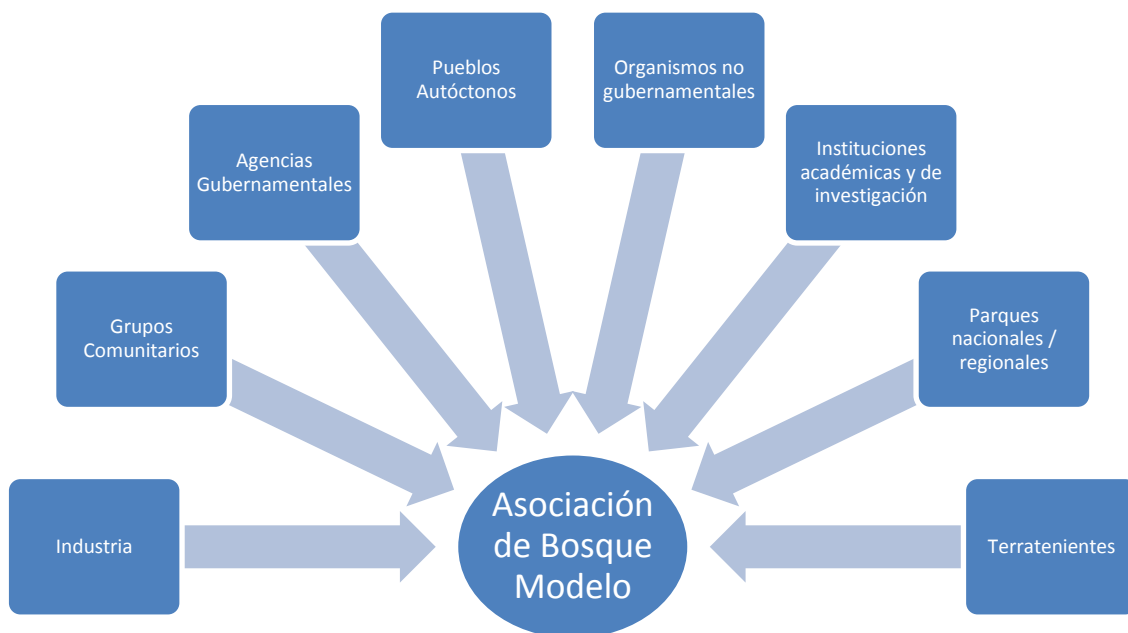 Pueblos
Autóctonos
Organismos no
gubernamentales
Agencias
Gubernamentales
Instituciones
académicas y de
investigación
Grupos
Comunitarios
Parques
nacionales /
regionales
Industria
Asociación
de Bosque
Modelo
Terratenientes